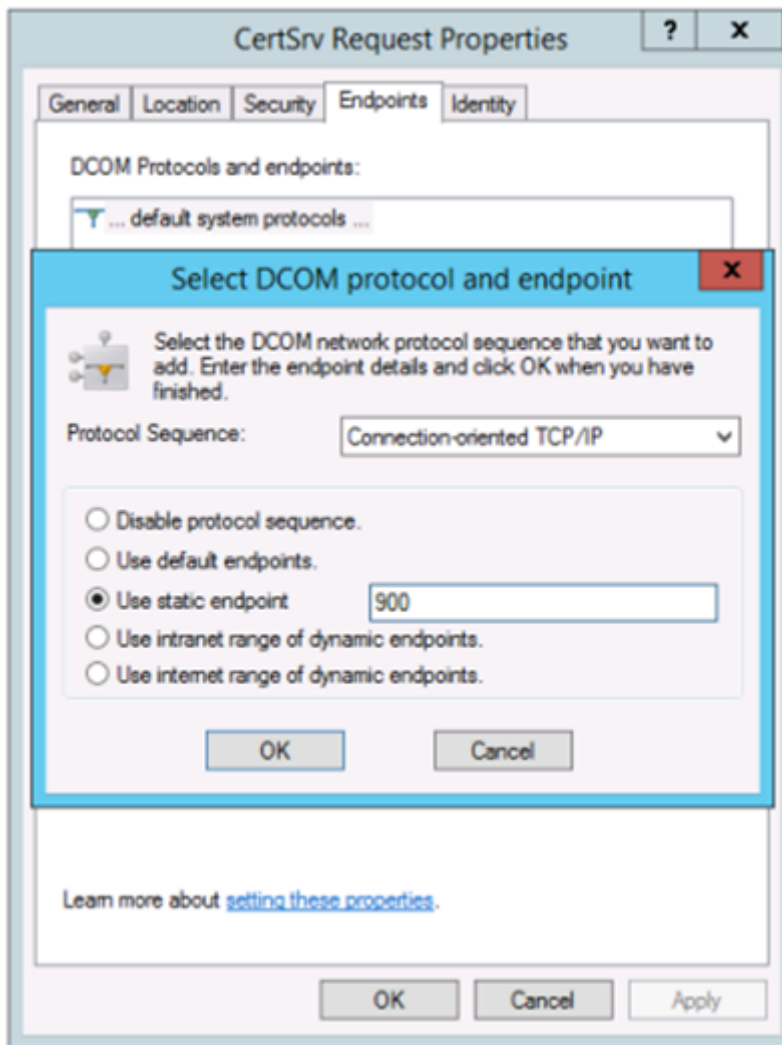 CertSrv Request Properties
? x
General Location Security Endpoints Identity
DCOM Protocols and endpoints:
... default system protocols ...
Select DCOM protocol and endpoint
x
Select the DCOM network protocol sequence that you want to
add. Enter the endpoint details and click OK when you have
finished.
Protocol Sequence: Connection-oriented TCP/IP
Disable protocol sequence.
Use default endpoints.
Use static endpoint 900
Use intranet range of dynamic endpoints.
Use internet range of dynamic endpoints.
OK Cancel
Learn more about setting these properties.
OK Cancel Apply